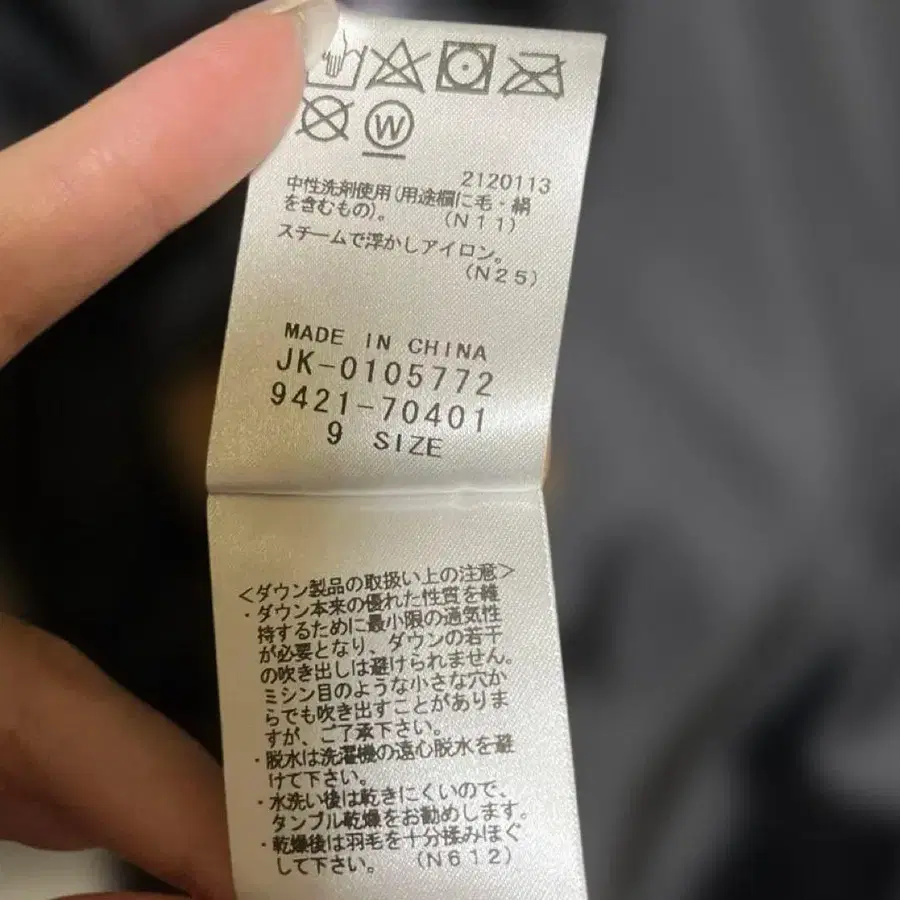 W
2120113
中性洗剤使用(用途欄に毛・絹
を含むもの)。 (N11)
スチームで浮かしアイロン。
(N25)
MADE IN CHINA
JK-0105772
9421-70401
9 SIZE
<ダウン製品の取扱い上の注意>
・ダウン本来の優れた性質を維
持するために最小限の通気性
が必要となり、ダウンの若干
の吹き出しは避けられません。
ミシン目のような小さな穴か
らでも吹き出すことがありま
すが、ご了承下さい。
・脱水は洗濯機の遠心脱水を避
けて下さい。
・水洗い後は乾きにくいので、
タンブル乾燥をお勧めします。
・乾燥後は羽毛を十分揉みほぐ
して下さい。 (N612)